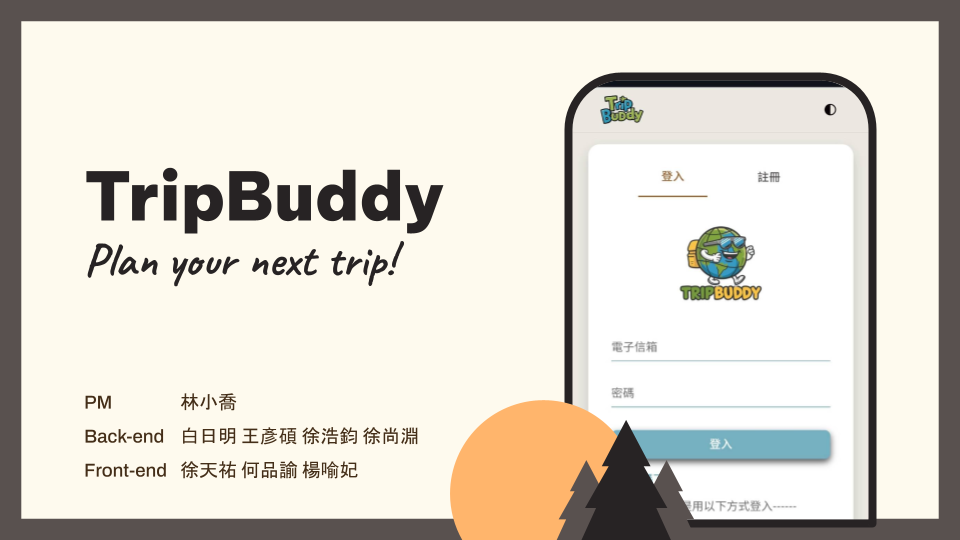 TripBuddy
Plan your next trip!
PM 林小喬
Back-end 白日明 王彥碩 徐浩鈞 徐尚淵
Front-end 徐天祐 何品諭 楊喻妃
Trip
Buddy
登入 註冊
TRIPBUDDY
電子信箱
密碼
登入
用以下方式登入------